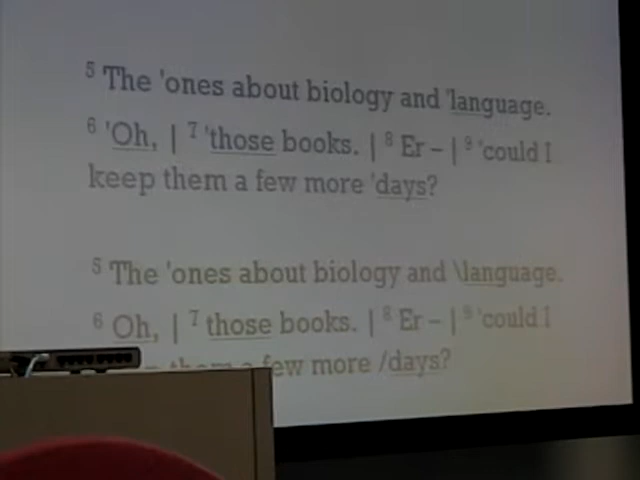 5 The 'ones about biology and 'language.
6 'Oh, | 7 'those books. | 8 Er – | 9 'could I
keep them a few more 'days?
5 The 'ones about biology and \language.
6 Oh, | 7 those books. | 8 Er – | 9 'could I
them a few more /days?